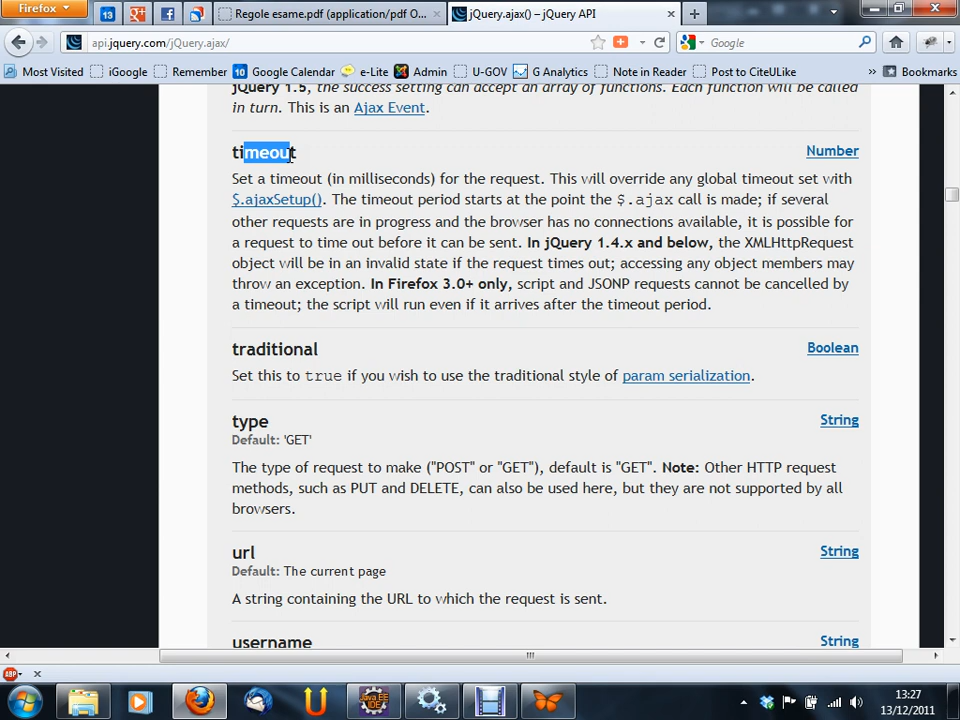 Firefox
13
Regole esame.pdf (application/pdf O...
jQuery.ajax() – jQuery API
api.jquery.com/jQuery.ajax/
Google
Most Visited
iGoogle
Remember
10 Google Calendar
e-Lite
Admin
U-GOV
G Analytics
Note in Reader
Post to CiteULike
»
Bookmarks
jQuery 1.5, the success setting can accept an array of functions. Each function will be called
in turn. This is an Ajax Event.
timeout Number
Set a timeout (in milliseconds) for the request. This will override any global timeout set with
$.ajaxSetup(). The timeout period starts at the point the $.ajax call is made; if several
other requests are in progress and the browser has no connections available, it is possible for
a request to time out before it can be sent. In jQuery 1.4.x and below, the XMLHttpRequest
object will be in an invalid state if the request times out; accessing any object members may
throw an exception. In Firefox 3.0+ only, script and JSONP requests cannot be cancelled by
a timeout; the script will run even if it arrives after the timeout period.
traditional Boolean
Set this to true if you wish to use the traditional style of param serialization.
type String
Default: 'GET'
The type of request to make ("POST" or "GET"), default is "GET". Note: Other HTTP request
methods, such as PUT and DELETE, can also be used here, but they are not supported by all
browsers.
url String
Default: The current page
A string containing the URL to which the request is sent.
username String
ABP
Java EE
IDE
13:27
13/12/2011